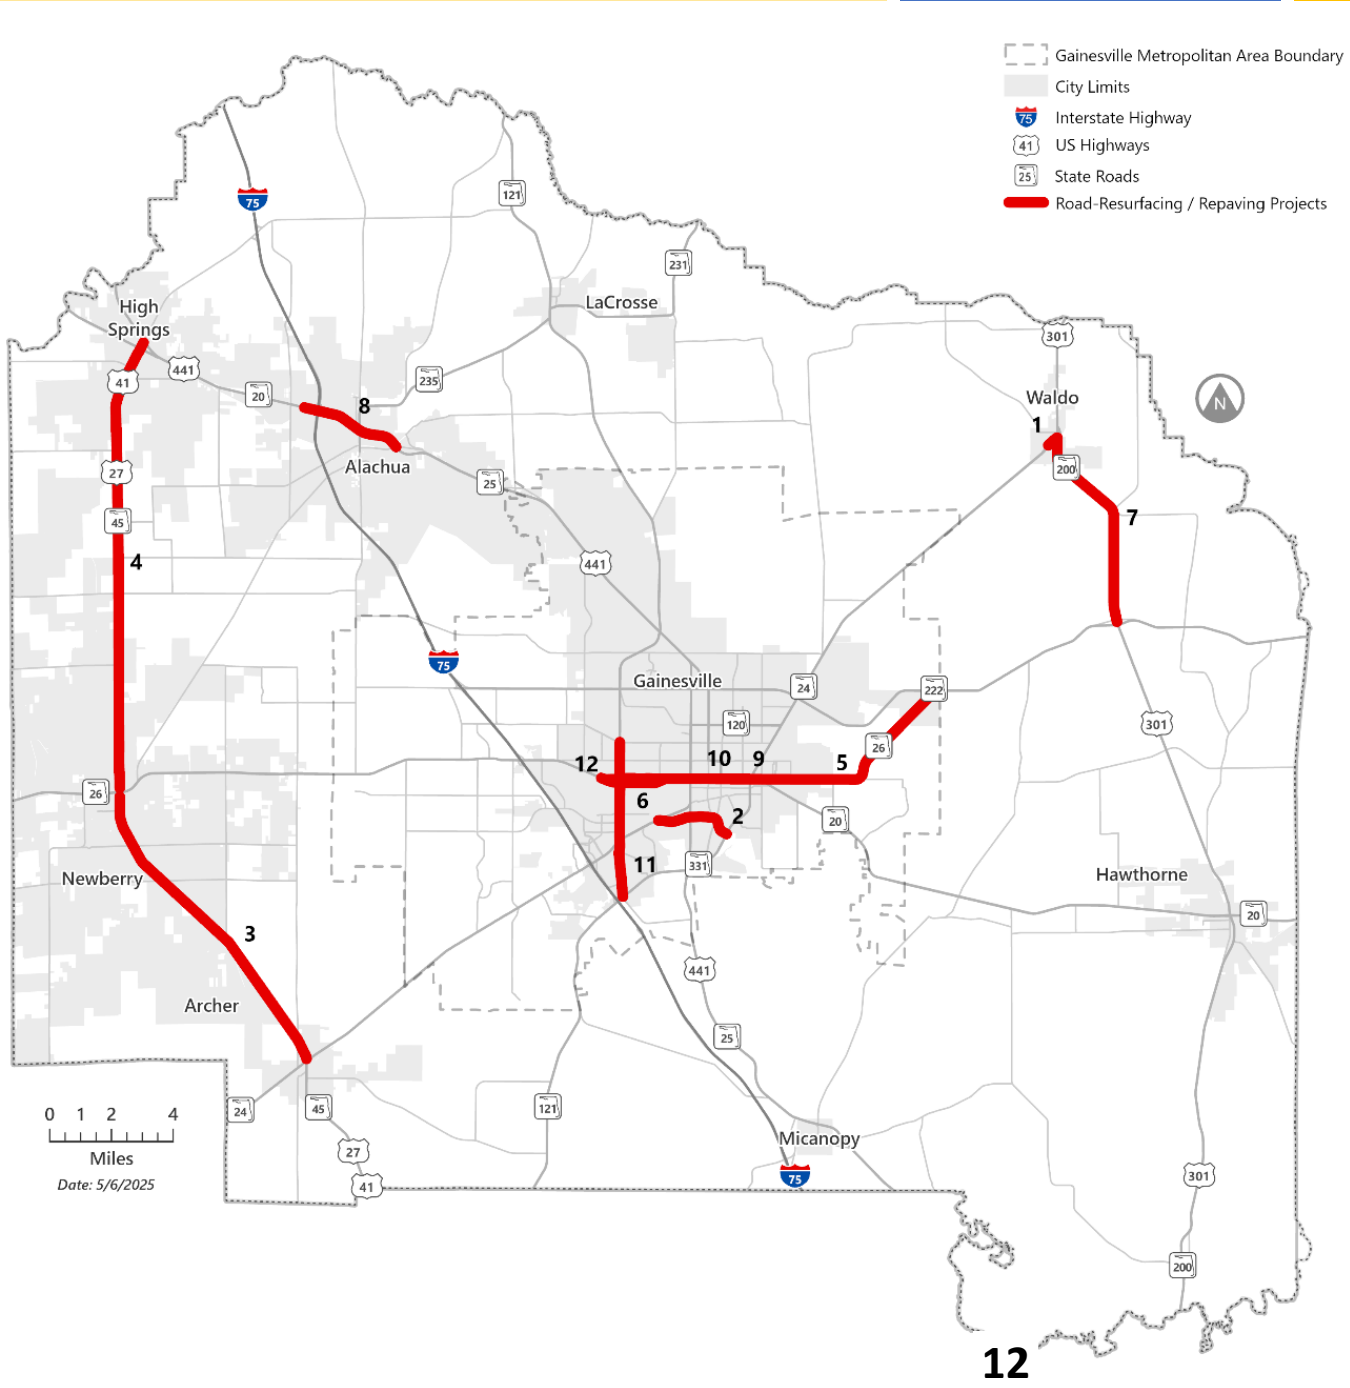 Gainesville Metropolitan Area Boundary
City Limits
75 Interstate Highway
41 US Highways
25 State Roads
Road-Resurfacing / Repaving Projects
75
121
231
LaCrosse
High
Springs
301
441
41
235
20
Waldo
8
1
N
Alachua
200
27
25
45
7
4
441
75
Gainesville
24
222
120
301
26
12
10
9
5
26
6
2
20
11
331
Newberry
Hawthorne
20
3
441
Archer
25
0 1 2 4
Miles
Date: 5/6/2025
24
45
121
27
Micanopy
75
41
301
200
12